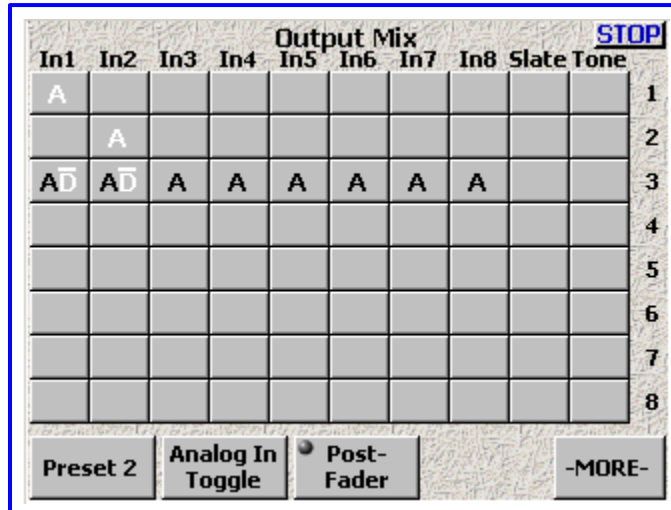 Output Mix
STOP
In1 In2 In3 In4 In5 In6 In7 In8 Slate Tone
A 1
A 2
AD̅ AD̅ A A A A A A 3
4
5
6
7
8
Preset 2
Analog In
Toggle
Post-
Fader
-MORE-